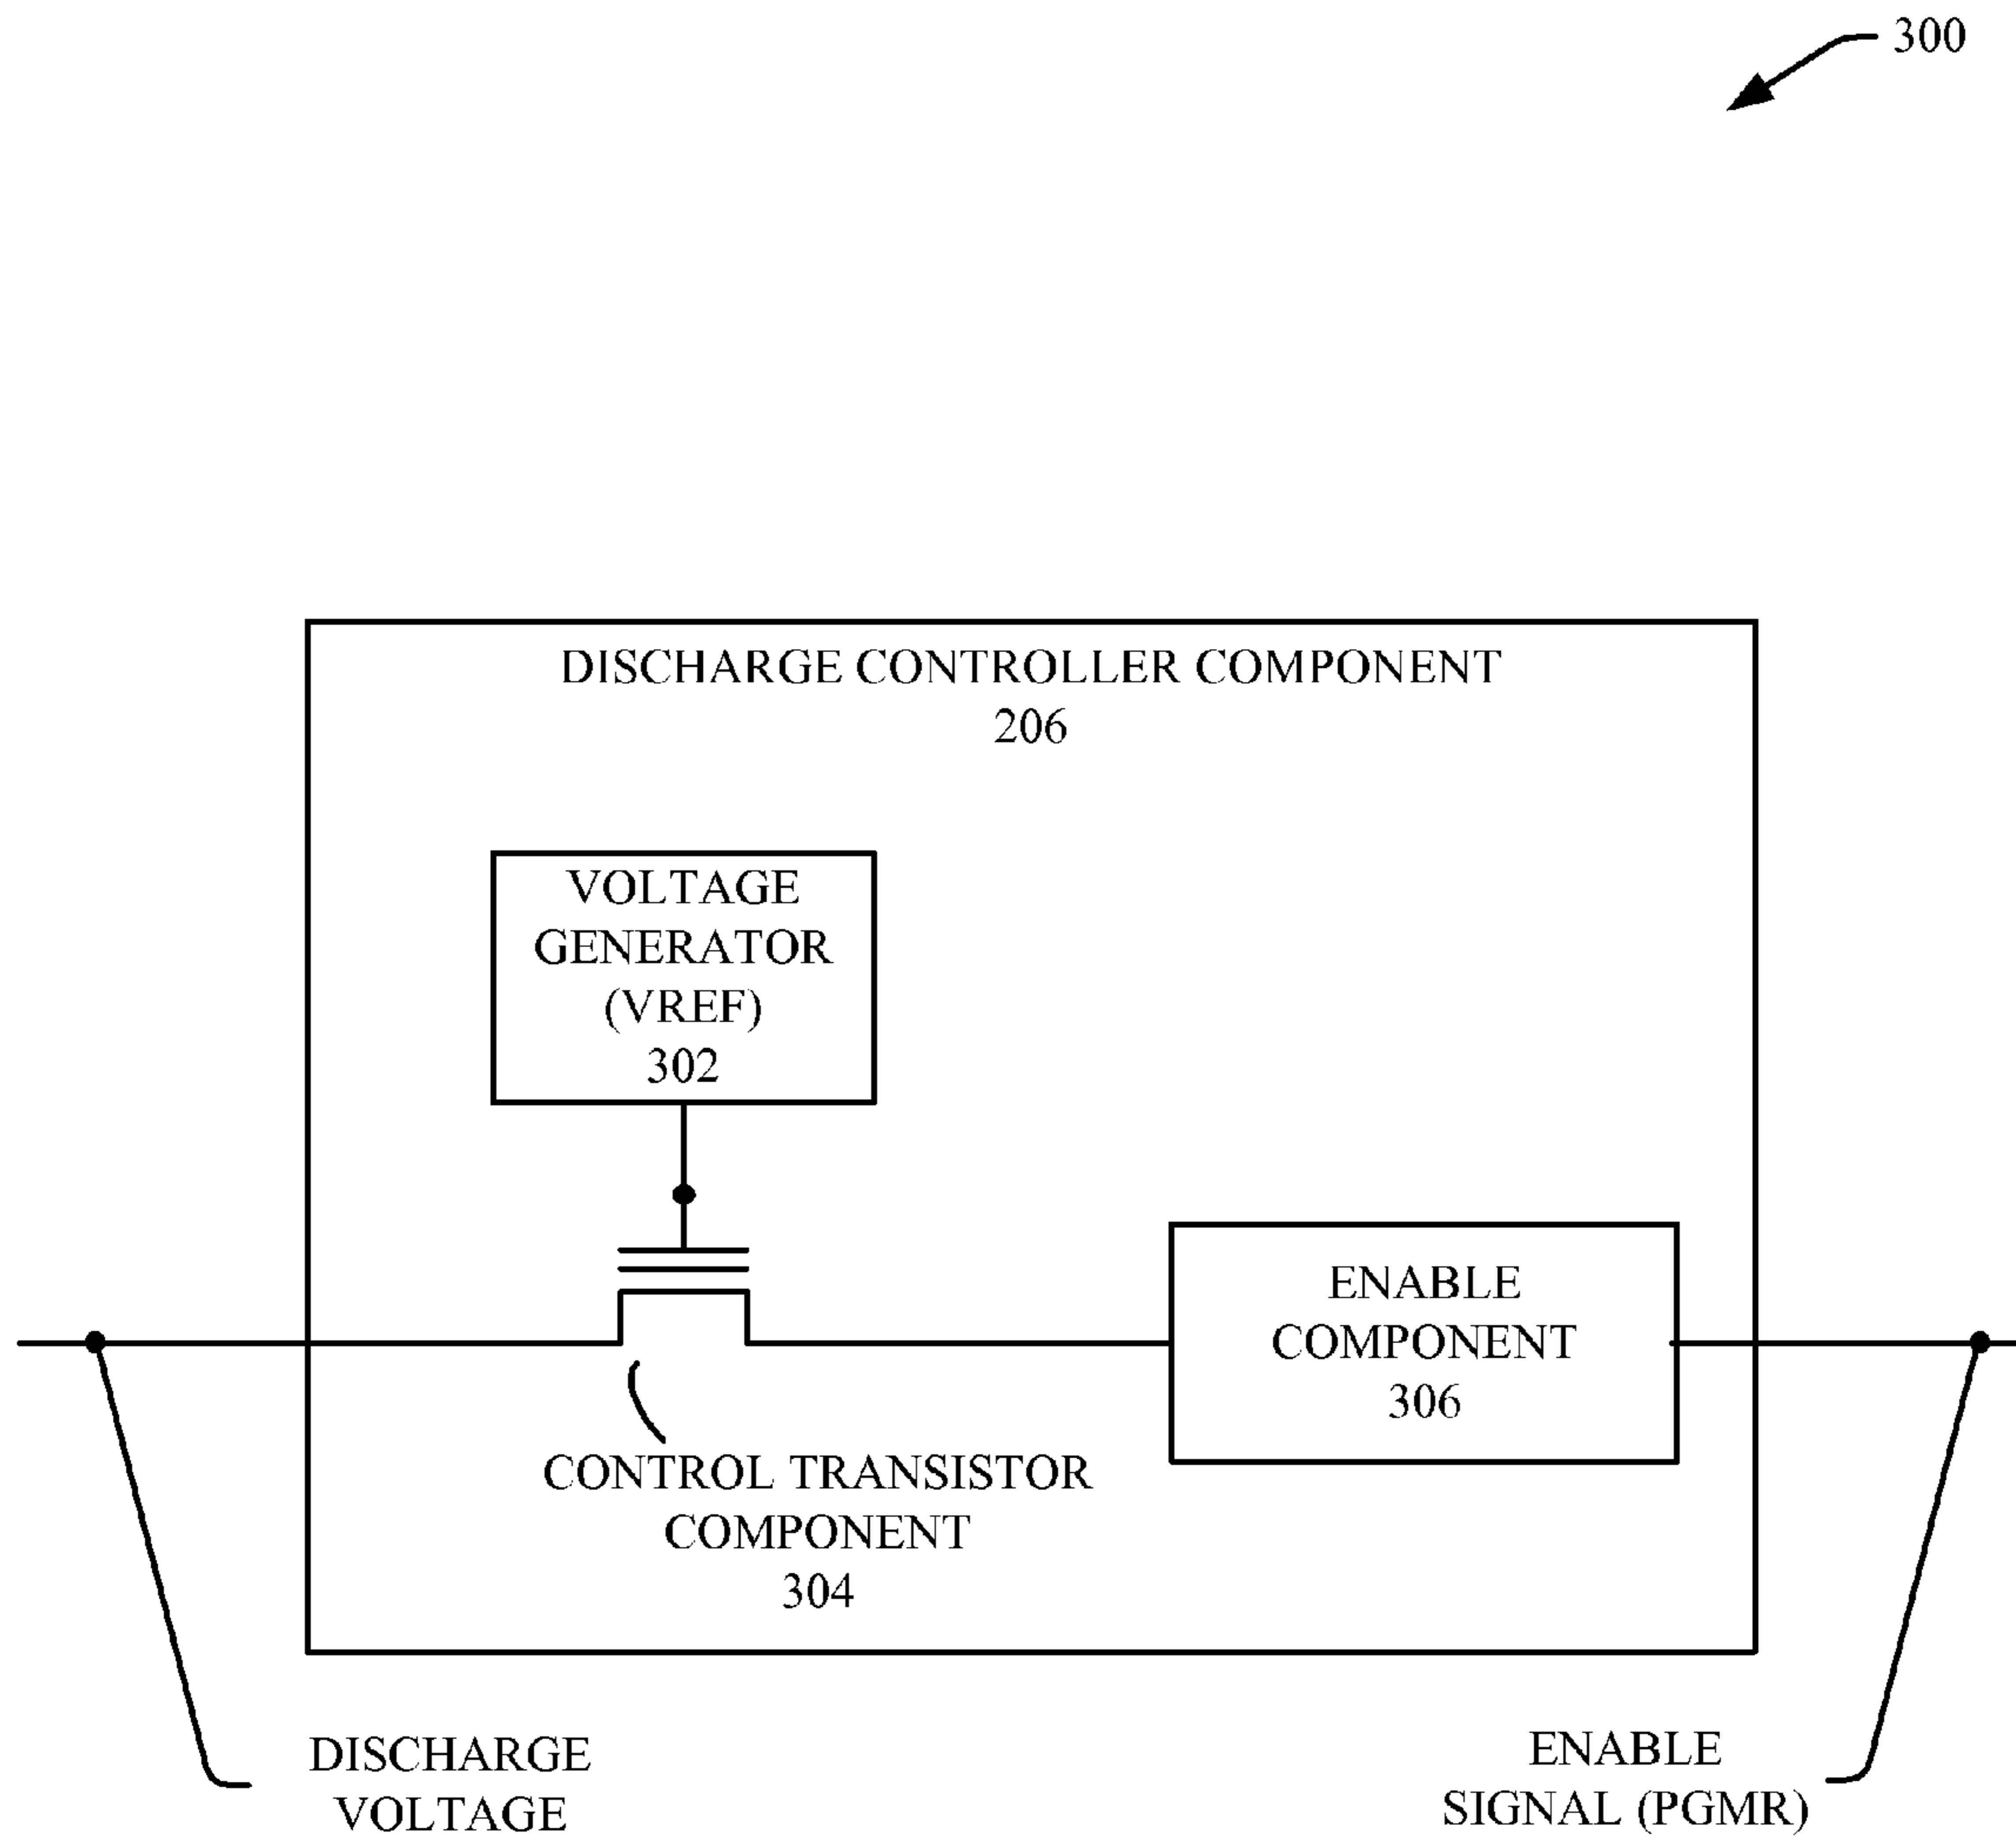 300
DISCHARGE CONTROLLER COMPONENT
206
VOLTAGE
GENERATOR
(VREF)
302
ENABLE
COMPONENT
306
CONTROL TRANSISTOR
COMPONENT
304
DISCHARGE
VOLTAGE
ENABLE
SIGNAL (PGMR)